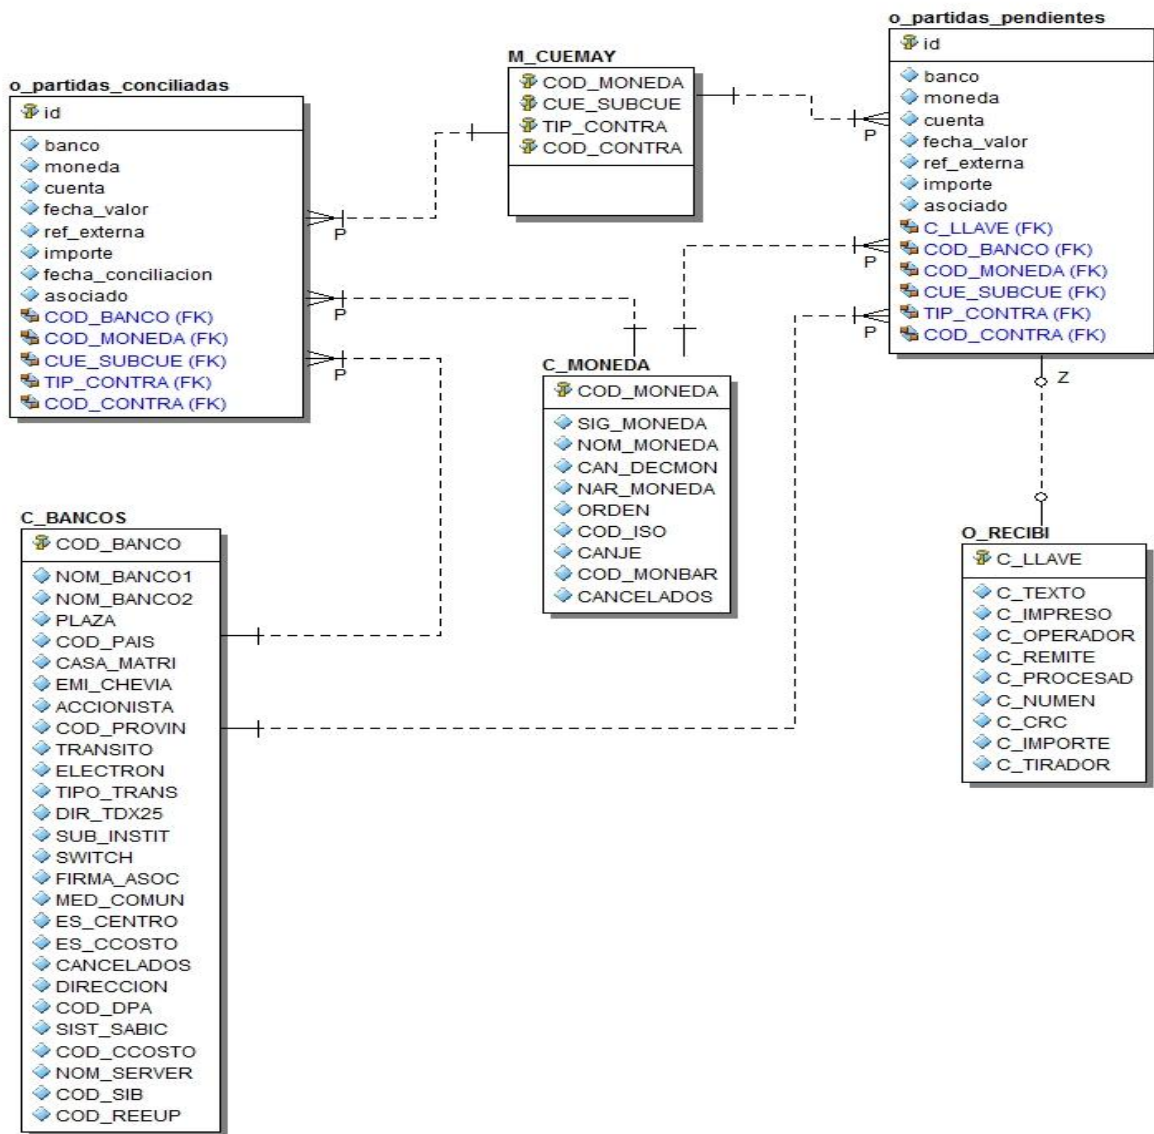 o_partidas_conciliadas
id
banco
moneda
cuenta
fecha_valor
ref_externa
importe
fecha_conciliacion
asociado
COD_BANCO (FK)
COD_MONEDA (FK)
CUE_SUBCUE (FK)
TIP_CONTRA (FK)
COD_CONTRA (FK)
P
P
P
M_CUEMAY
COD_MONEDA
CUE_SUBCUE
TIP_CONTRA
COD_CONTRA
o_partidas_pendientes
id
banco
moneda
cuenta
fecha_valor
ref_externa
importe
asociado
C_LLAVE (FK)
COD_BANCO (FK)
COD_MONEDA (FK)
CUE_SUBCUE (FK)
TIP_CONTRA (FK)
COD_CONTRA (FK)
P
P
P
Z
C_MONEDA
COD_MONEDA
SIG_MONEDA
NOM_MONEDA
CAN_DECMON
NAR_MONEDA
ORDEN
COD_ISO
CANJE
COD_MONBAR
CANCELADOS
C_BANCOS
COD_BANCO
NOM_BANCO1
NOM_BANCO2
PLAZA
COD_PAIS
CASA_MATRI
EMI_CHEVIA
ACCIONISTA
COD_PROVIN
TRANSITO
ELECTRON
TIPO_TRANS
DIR_TDX25
SUB_INSTIT
SWITCH
FIRMA_ASOC
MED_COMUN
ES_CENTRO
ES_CCOSTO
CANCELADOS
DIRECCION
COD_DPA
SIST_SABIC
COD_CCOSTO
NOM_SERVER
COD_SIB
COD_REEUP
O_RECIBI
C_LLAVE
C_TEXTO
C_IMPRESO
C_OPERADOR
C_REMITE
C_PROCESAD
C_NUMEN
C_CRC
C_IMPORTE
C_TIRADOR